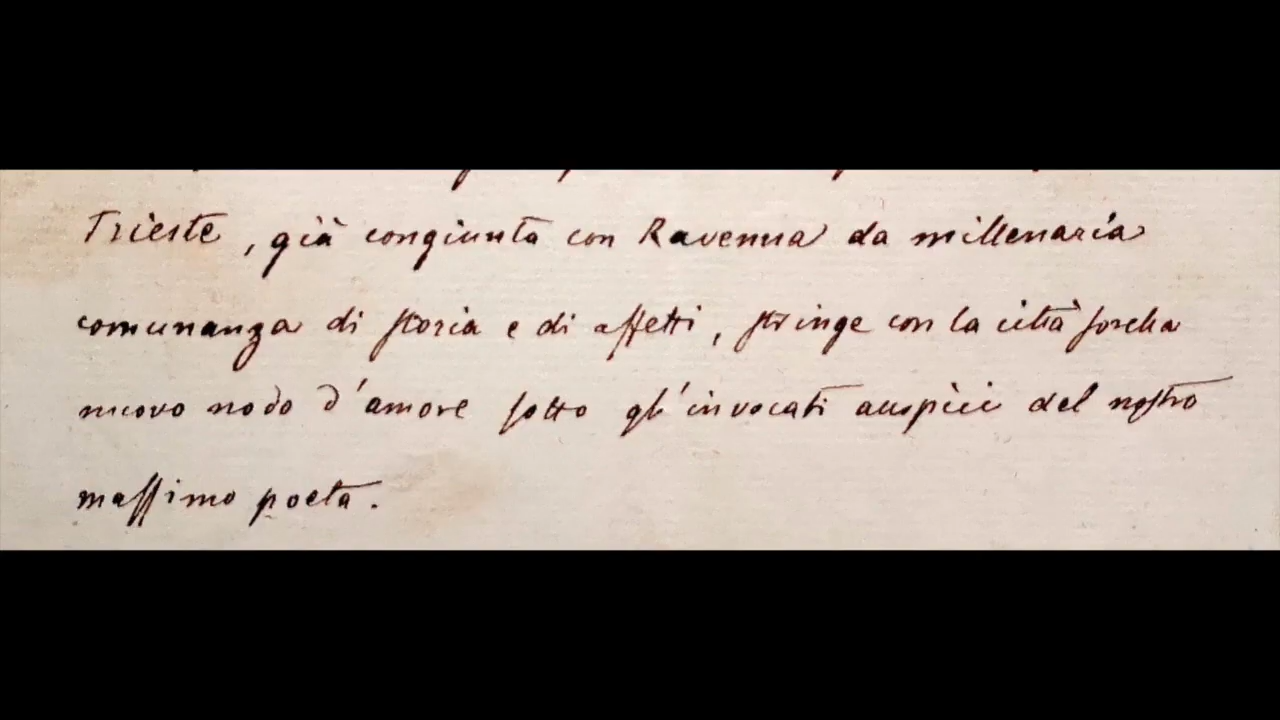 Trieste, già congiunta con Ravenna da millenaria
comunanza di storia e di affetti, stringe con la città sorella
nuovo nodo d'amore sotto gl'invocati auspicii del nostro
massimo poeta.